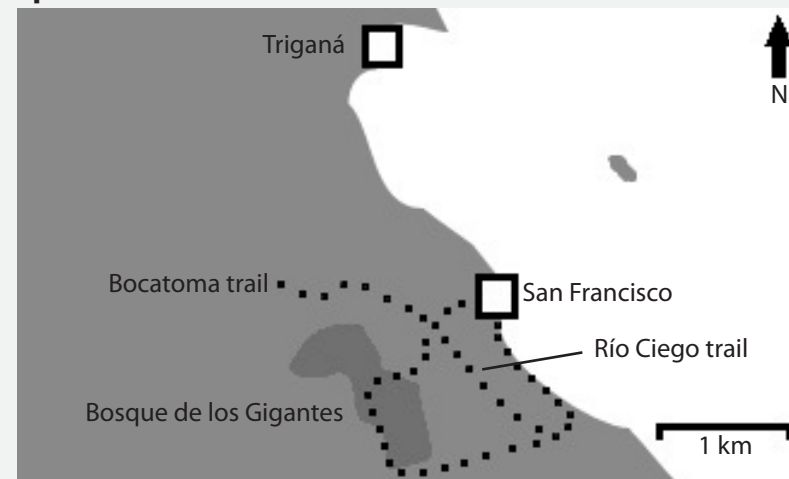 Triganá
N
Bocatoma trail
San Francisco
Río Ciego trail
Bosque de los Gigantes
1 km